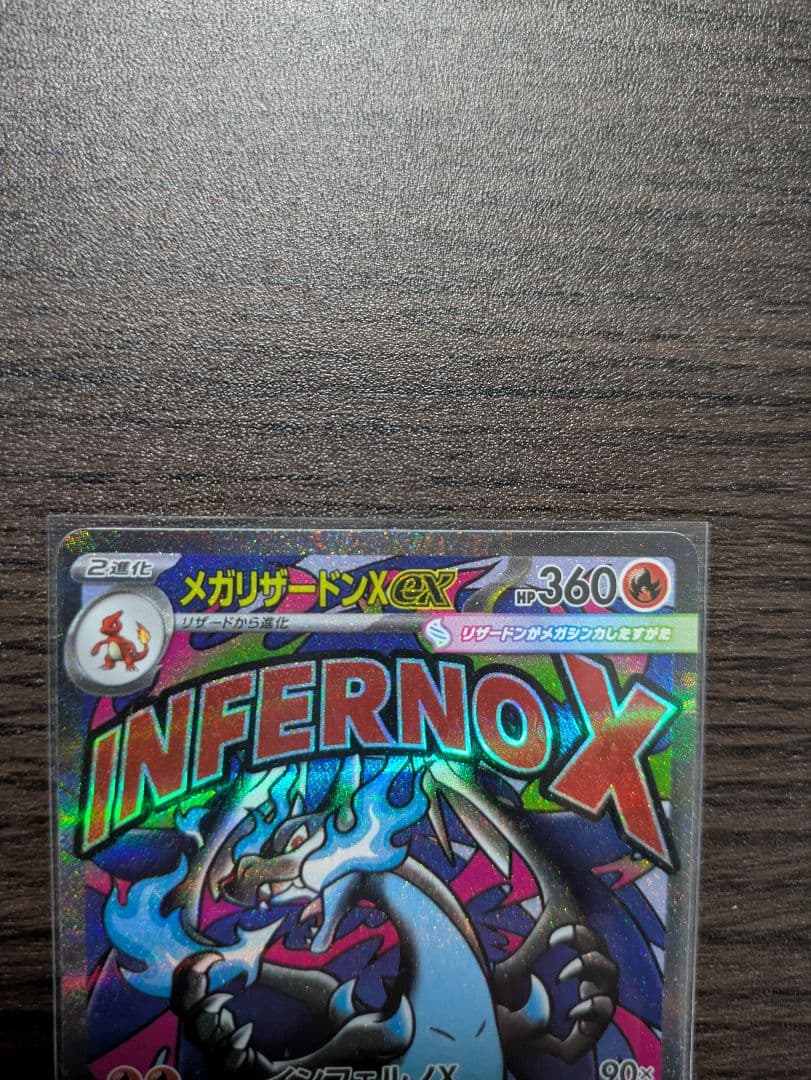 2進化
メガリザードンXex
HP360
リザードから進化
リザードンがメガシンカしたすがた
INFERNO X
インフェルノX 90×